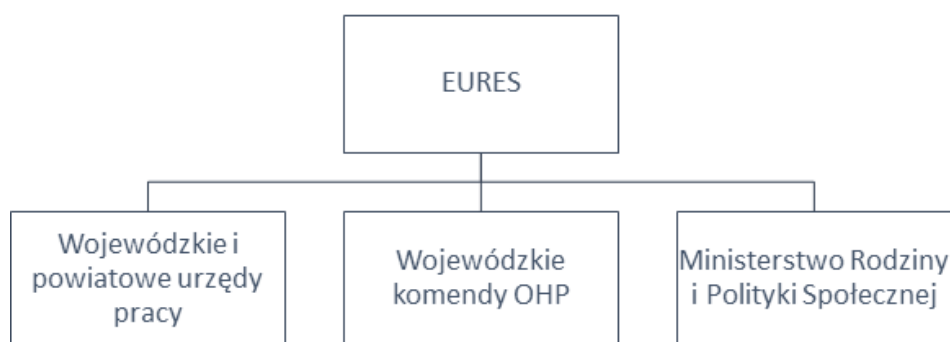 EURES
Wojewódzkie i
powiatowe urzędy
pracy
Wojewódzkie
komendy OHP
Ministerstwo Rodziny
i Polityki Społecznej